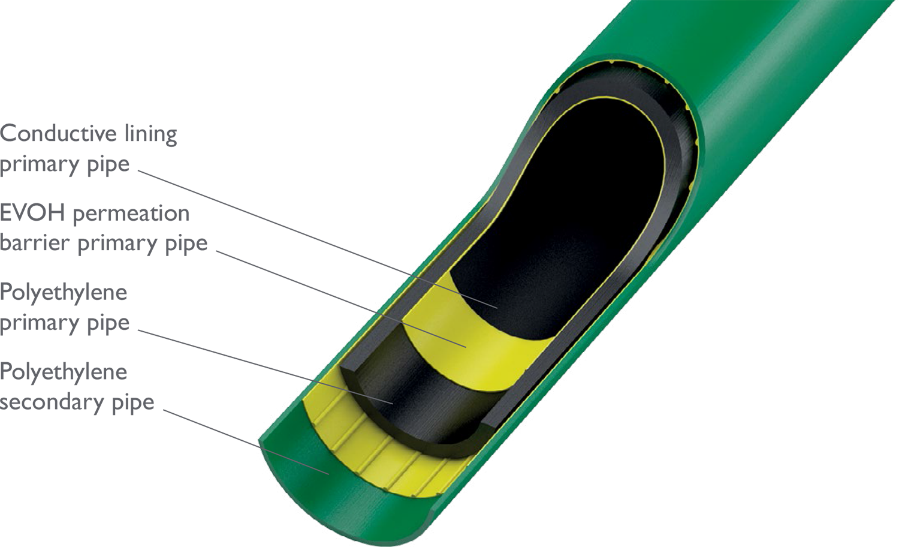 Conductive lining
primary pipe
EVOH permeation
barrier primary pipe
Polyethylene
primary pipe
Polyethylene
secondary pipe